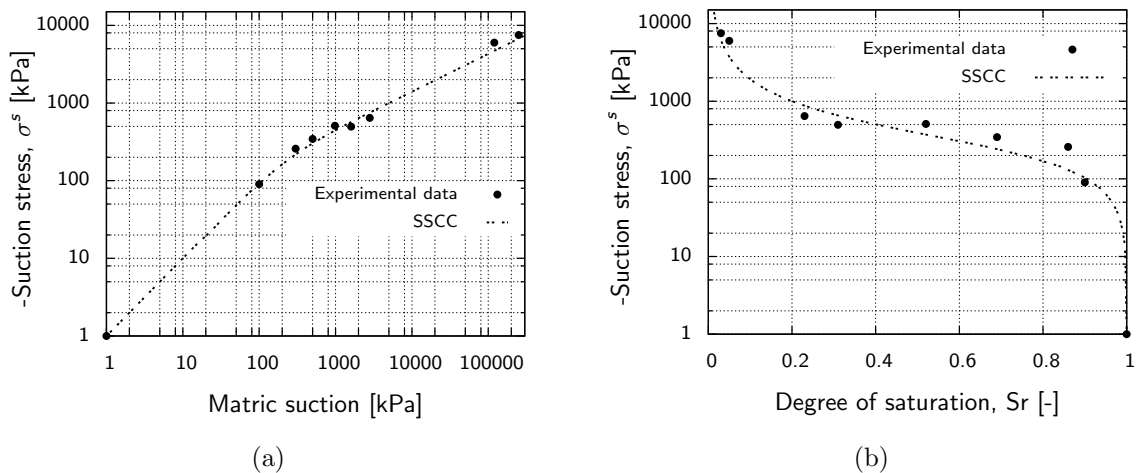 10000
1000
100
10
1
-Suction stress, σˢ [kPa]
Experimental data
SSCC
1 10 100 1000 10000 100000
Matric suction [kPa]
(a)
10000
1000
100
10
1
-Suction stress, σˢ [kPa]
Experimental data
SSCC
0 0.2 0.4 0.6 0.8 1
Degree of saturation, Sr [-]
(b)